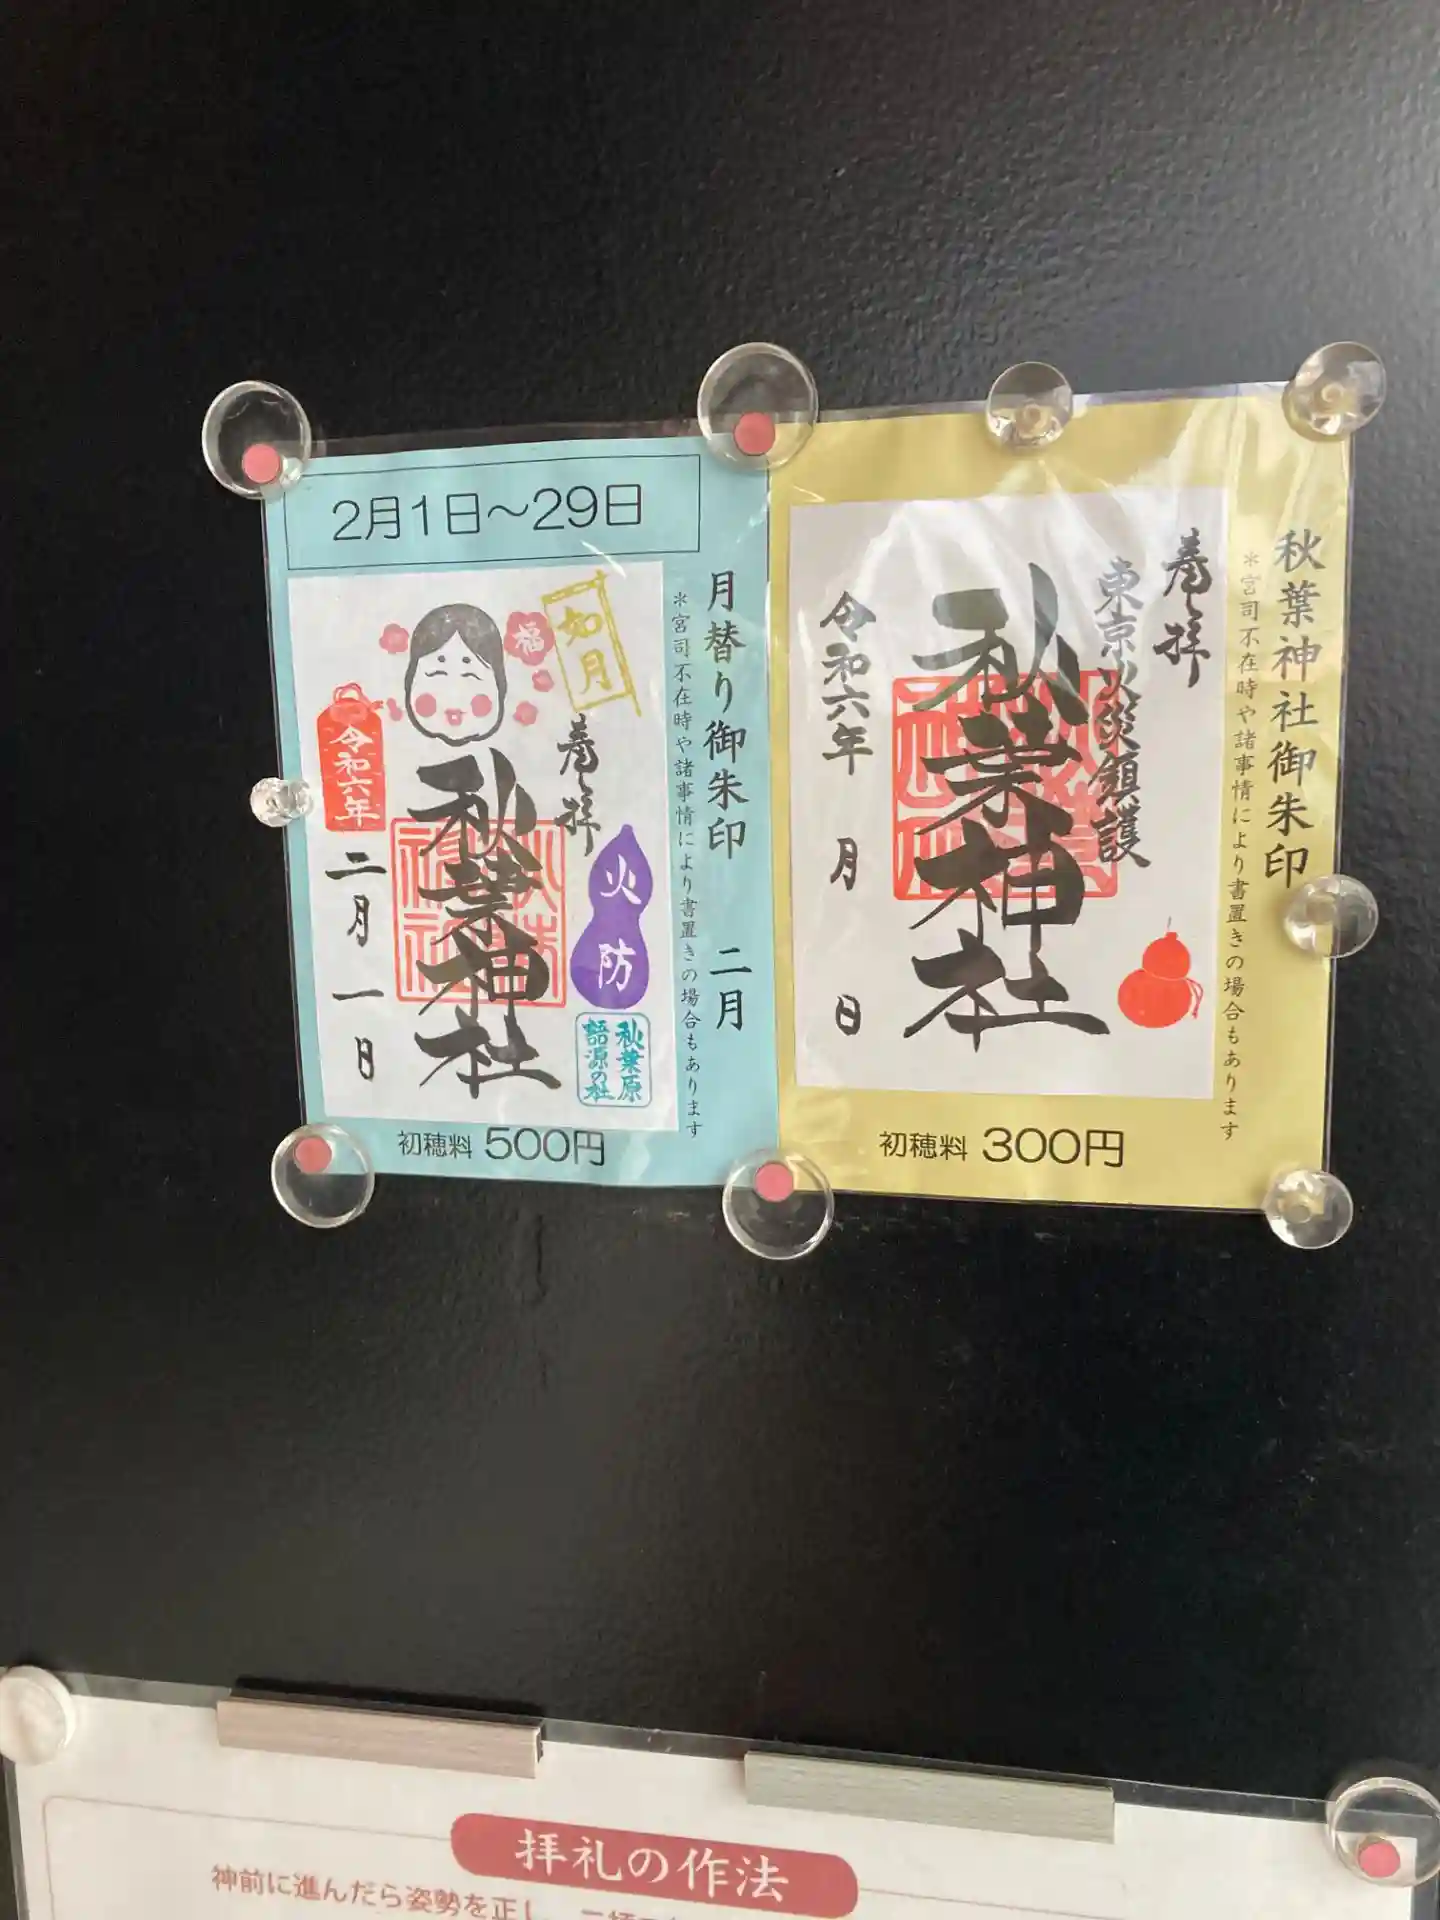 2月1日～29日
月替り御朱印 二月
＊宮司不在時や諸事情により書置きの場合もあります
如月
福
奉拝
火防
秋葉原
語源の社
秋葉神社
令和六年
二月一日
初穂料 500円
秋葉神社御朱印
＊宮司不在時や諸事情により書置きの場合もあります
奉拝
東京火災鎮護
秋葉神社
令和六年 月 日
初穂料 300円
拝礼の作法
神前に進んだら姿勢を正し